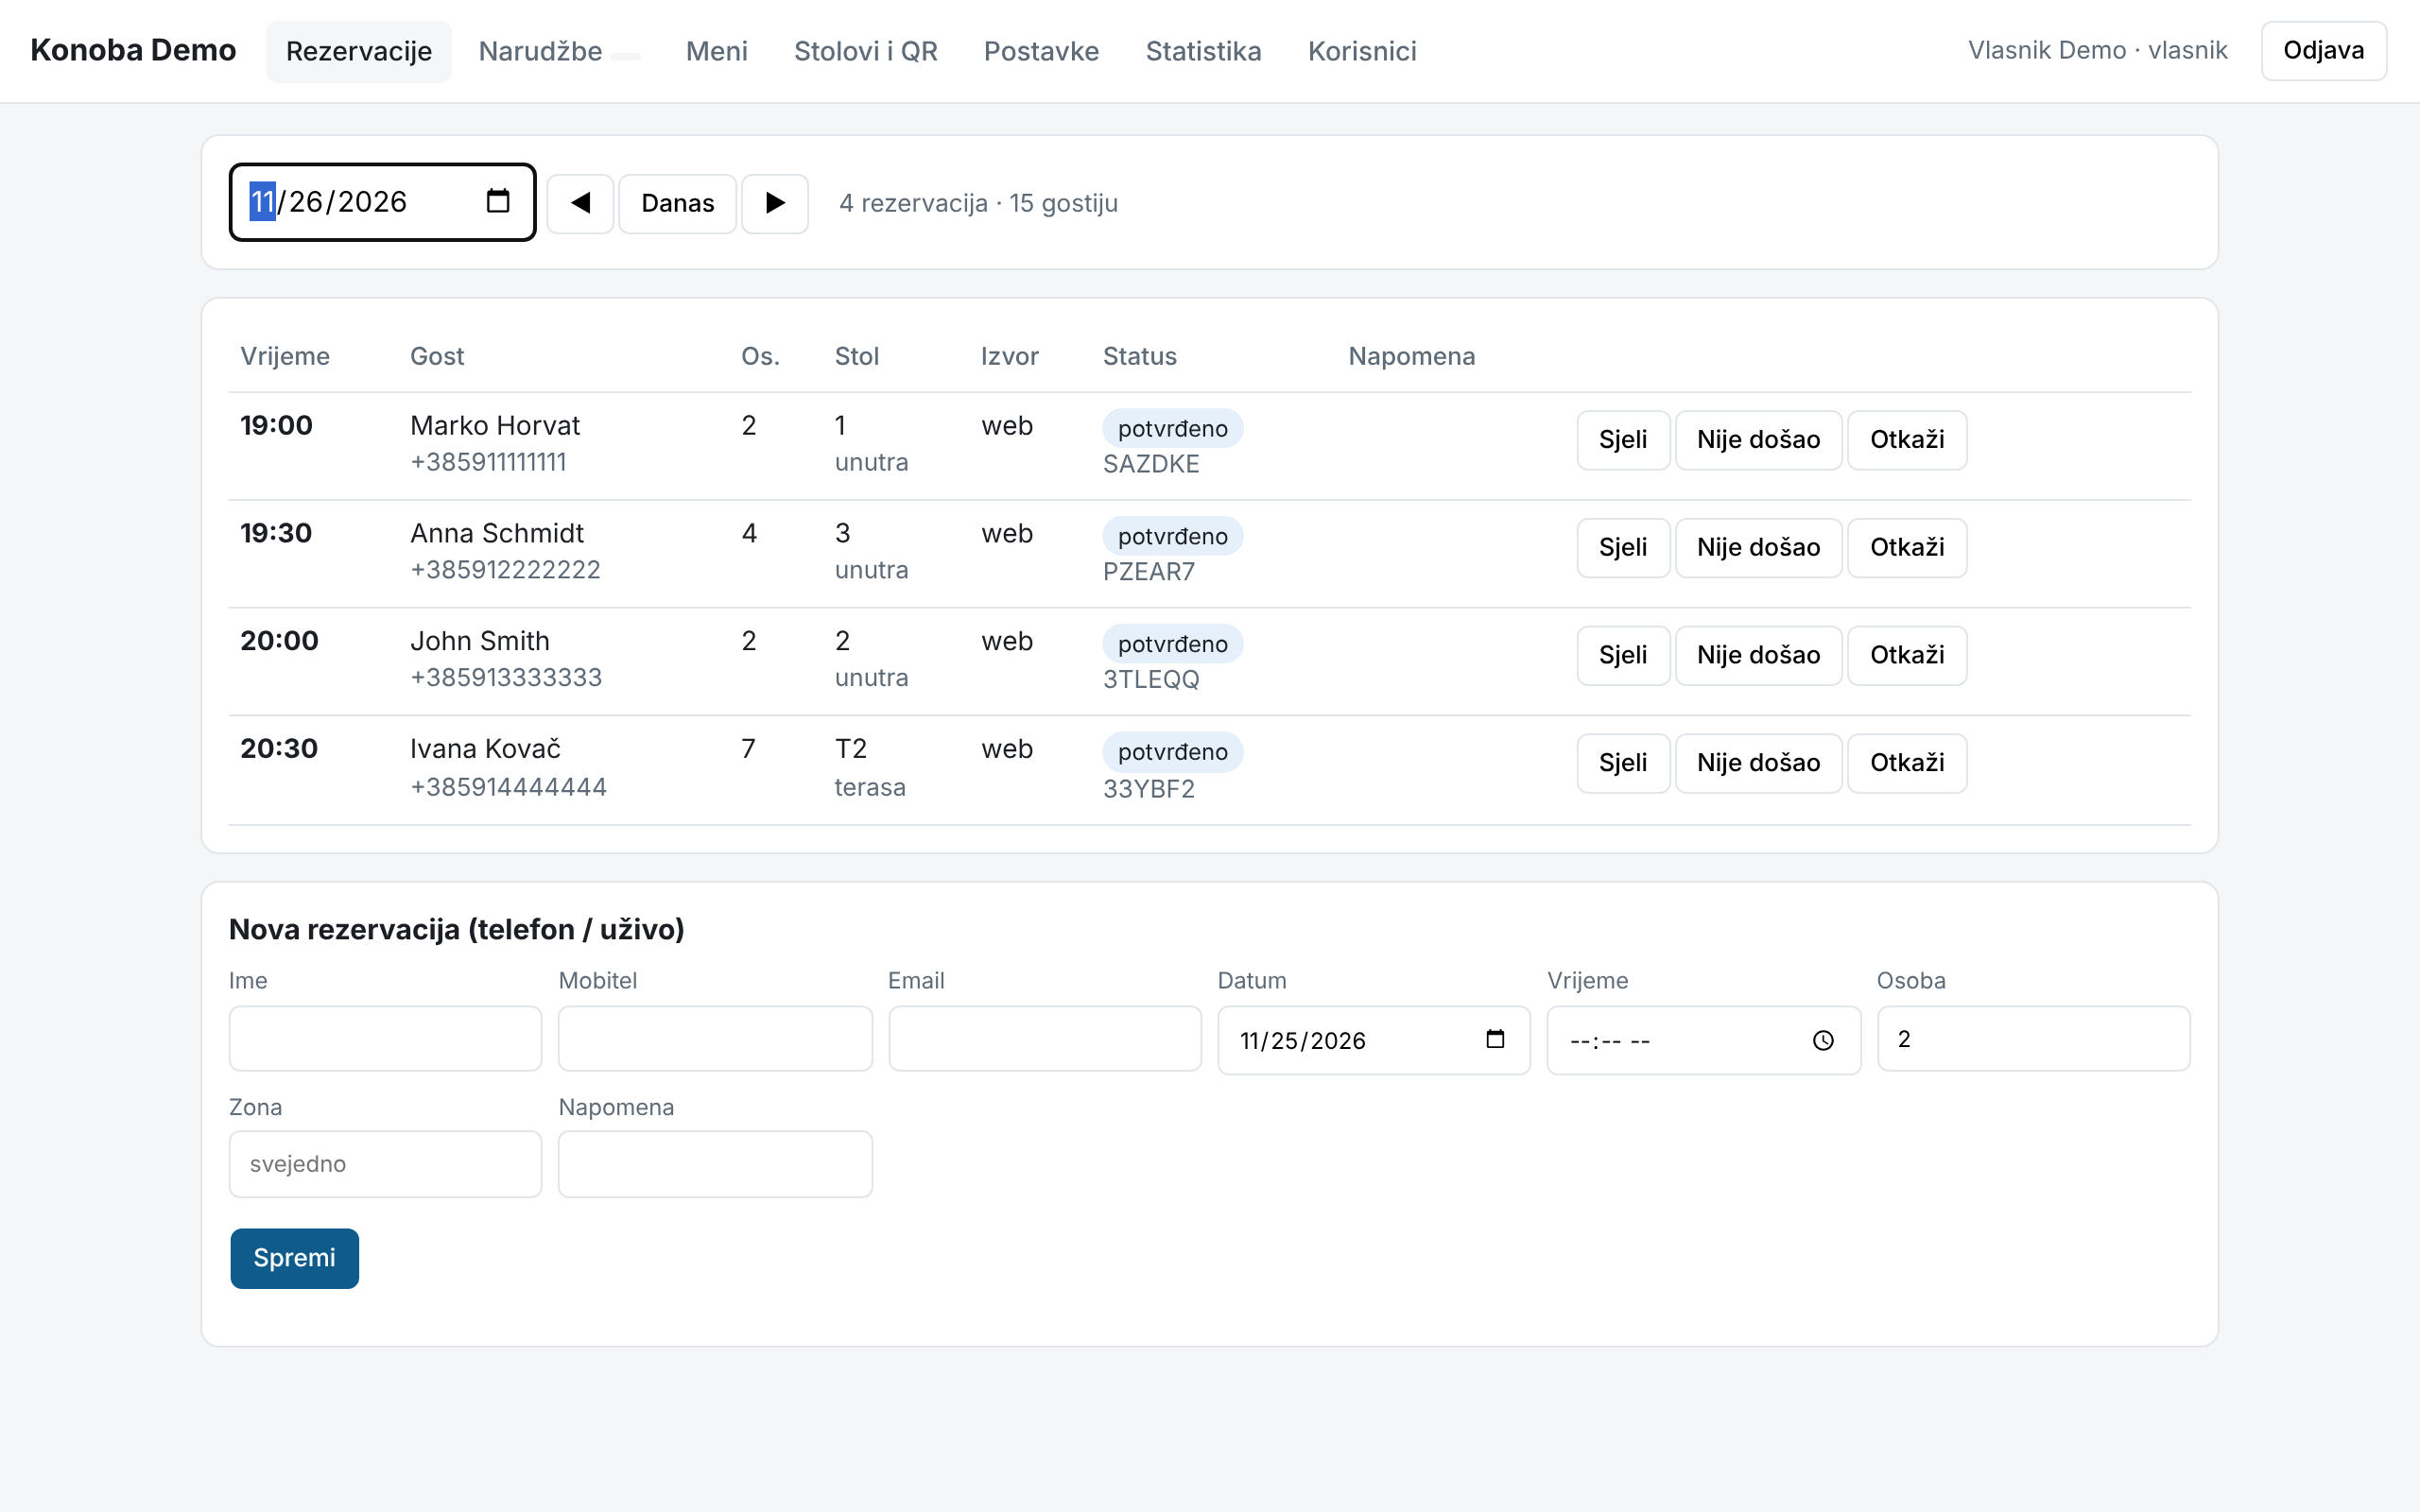 Konoba Demo Rezervacije Narudžbe Meni Stolovi i QR Postavke Statistika Korisnici Vlasnik Demo · vlasnik Odjava
11/26/2026 ◀ Danas ▶ 4 rezervacija · 15 gostiju
Vrijeme Gost Os. Stol Izvor Status Napomena
19:00 Marko Horvat 2 1 web potvrđeno Sjeli Nije došao Otkaži
+385911111111 unutra SAZDKE
19:30 Anna Schmidt 4 3 web potvrđeno Sjeli Nije došao Otkaži
+385912222222 unutra PZEAR7
20:00 John Smith 2 2 web potvrđeno Sjeli Nije došao Otkaži
+385913333333 unutra 3TLEQQ
20:30 Ivana Kovač 7 T2 web potvrđeno Sjeli Nije došao Otkaži
+385914444444 terasa 33YBF2
Nova rezervacija (telefon / uživo)
Ime Mobitel Email Datum Vrijeme Osoba
11/25/2026 --:-- -- 2
Zona Napomena
svejedno
Spremi